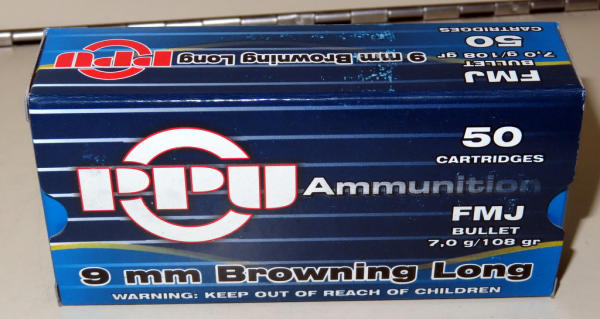 PPU
9 mm Browning Long
50
CARTRIDGES
FMJ
BULLET
7,0 g/108 gr
PPU Ammunition
50
CARTRIDGES
FMJ
BULLET
7,0 g/108 gr
9 mm Browning Long
WARNING: KEEP OUT OF REACH OF CHILDREN